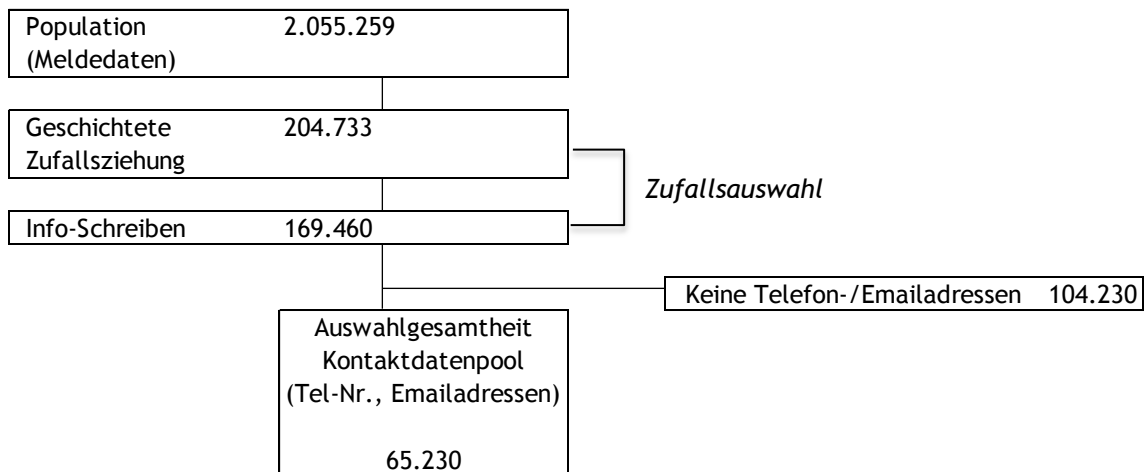 Population 2.055.259
(Meldedaten)
Geschichtete 204.733
Zufallsziehung
Zufallsauswahl
Info-Schreiben 169.460
Keine Telefon-/Emailadressen 104.230
Auswahlgesamtheit
Kontaktdatenpool
(Tel-Nr., Emailadressen)
65.230